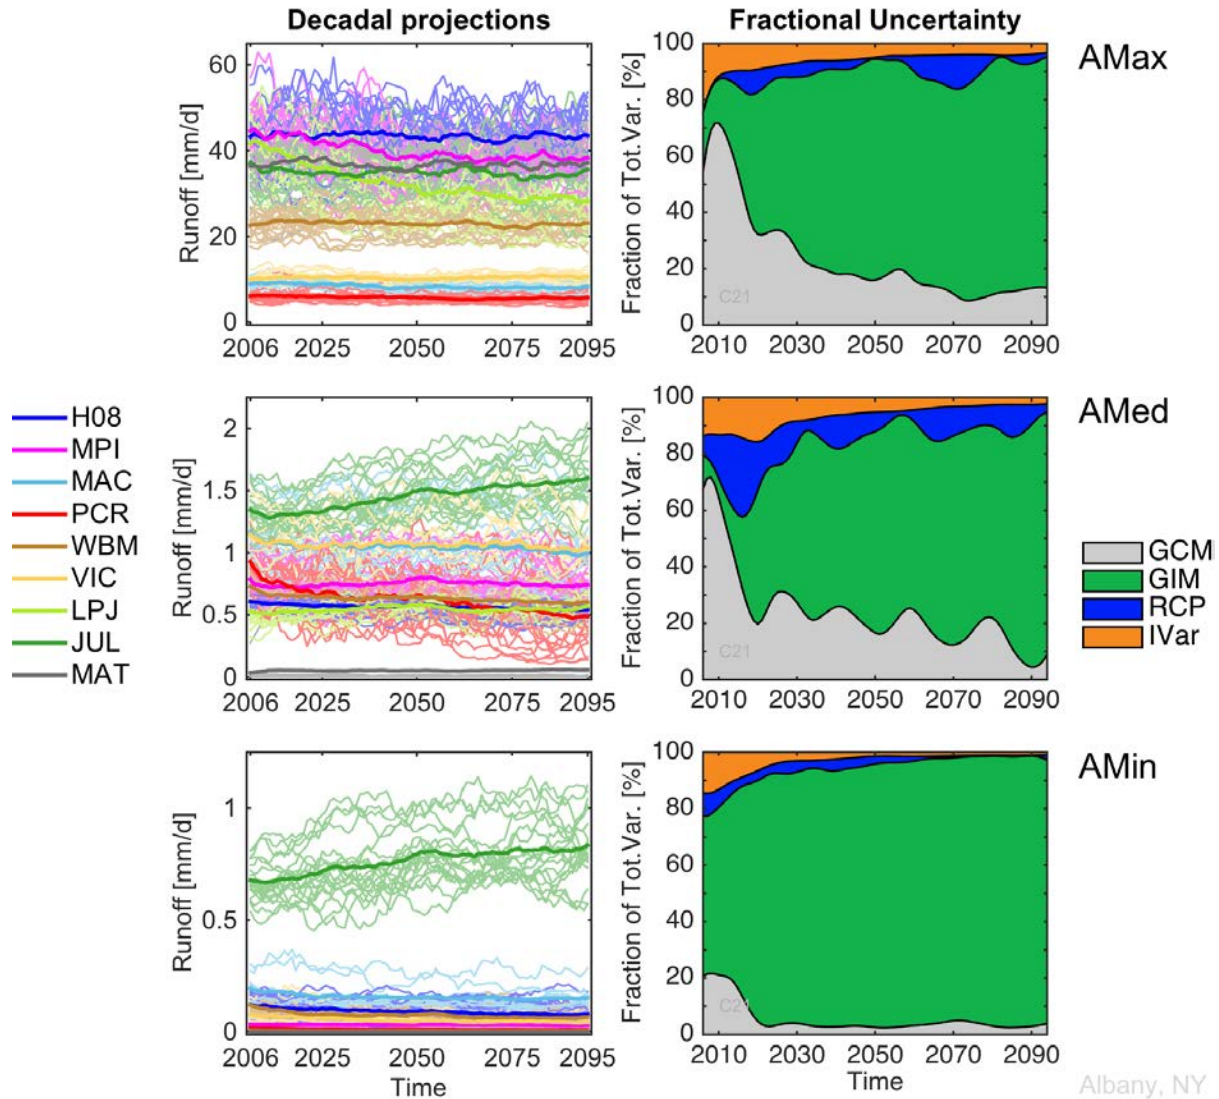 Decadal projections
Fractional Uncertainty
Runoff [mm/d]
60
40
20
0
2006 2025 2050 2075 2095
Fraction of Tot.Var. [%]
100
80
60
40
20
0
C21
2010 2030 2050 2070 2090
AMax
H08
MPI
MAC
PCR
WBM
VIC
LPJ
JUL
MAT
Runoff [mm/d]
2
1.5
1
0.5
0
2006 2025 2050 2075 2095
Fraction of Tot.Var. [%]
100
80
60
40
20
0
C21
2010 2030 2050 2070 2090
AMed
GCM
GIM
RCP
IVar
Runoff [mm/d]
1
0.5
0
2006 2025 2050 2075 2095
Time
Fraction of Tot.Var. [%]
100
80
60
40
20
0
C21
2010 2030 2050 2070 2090
Time
AMin
Albany, NY